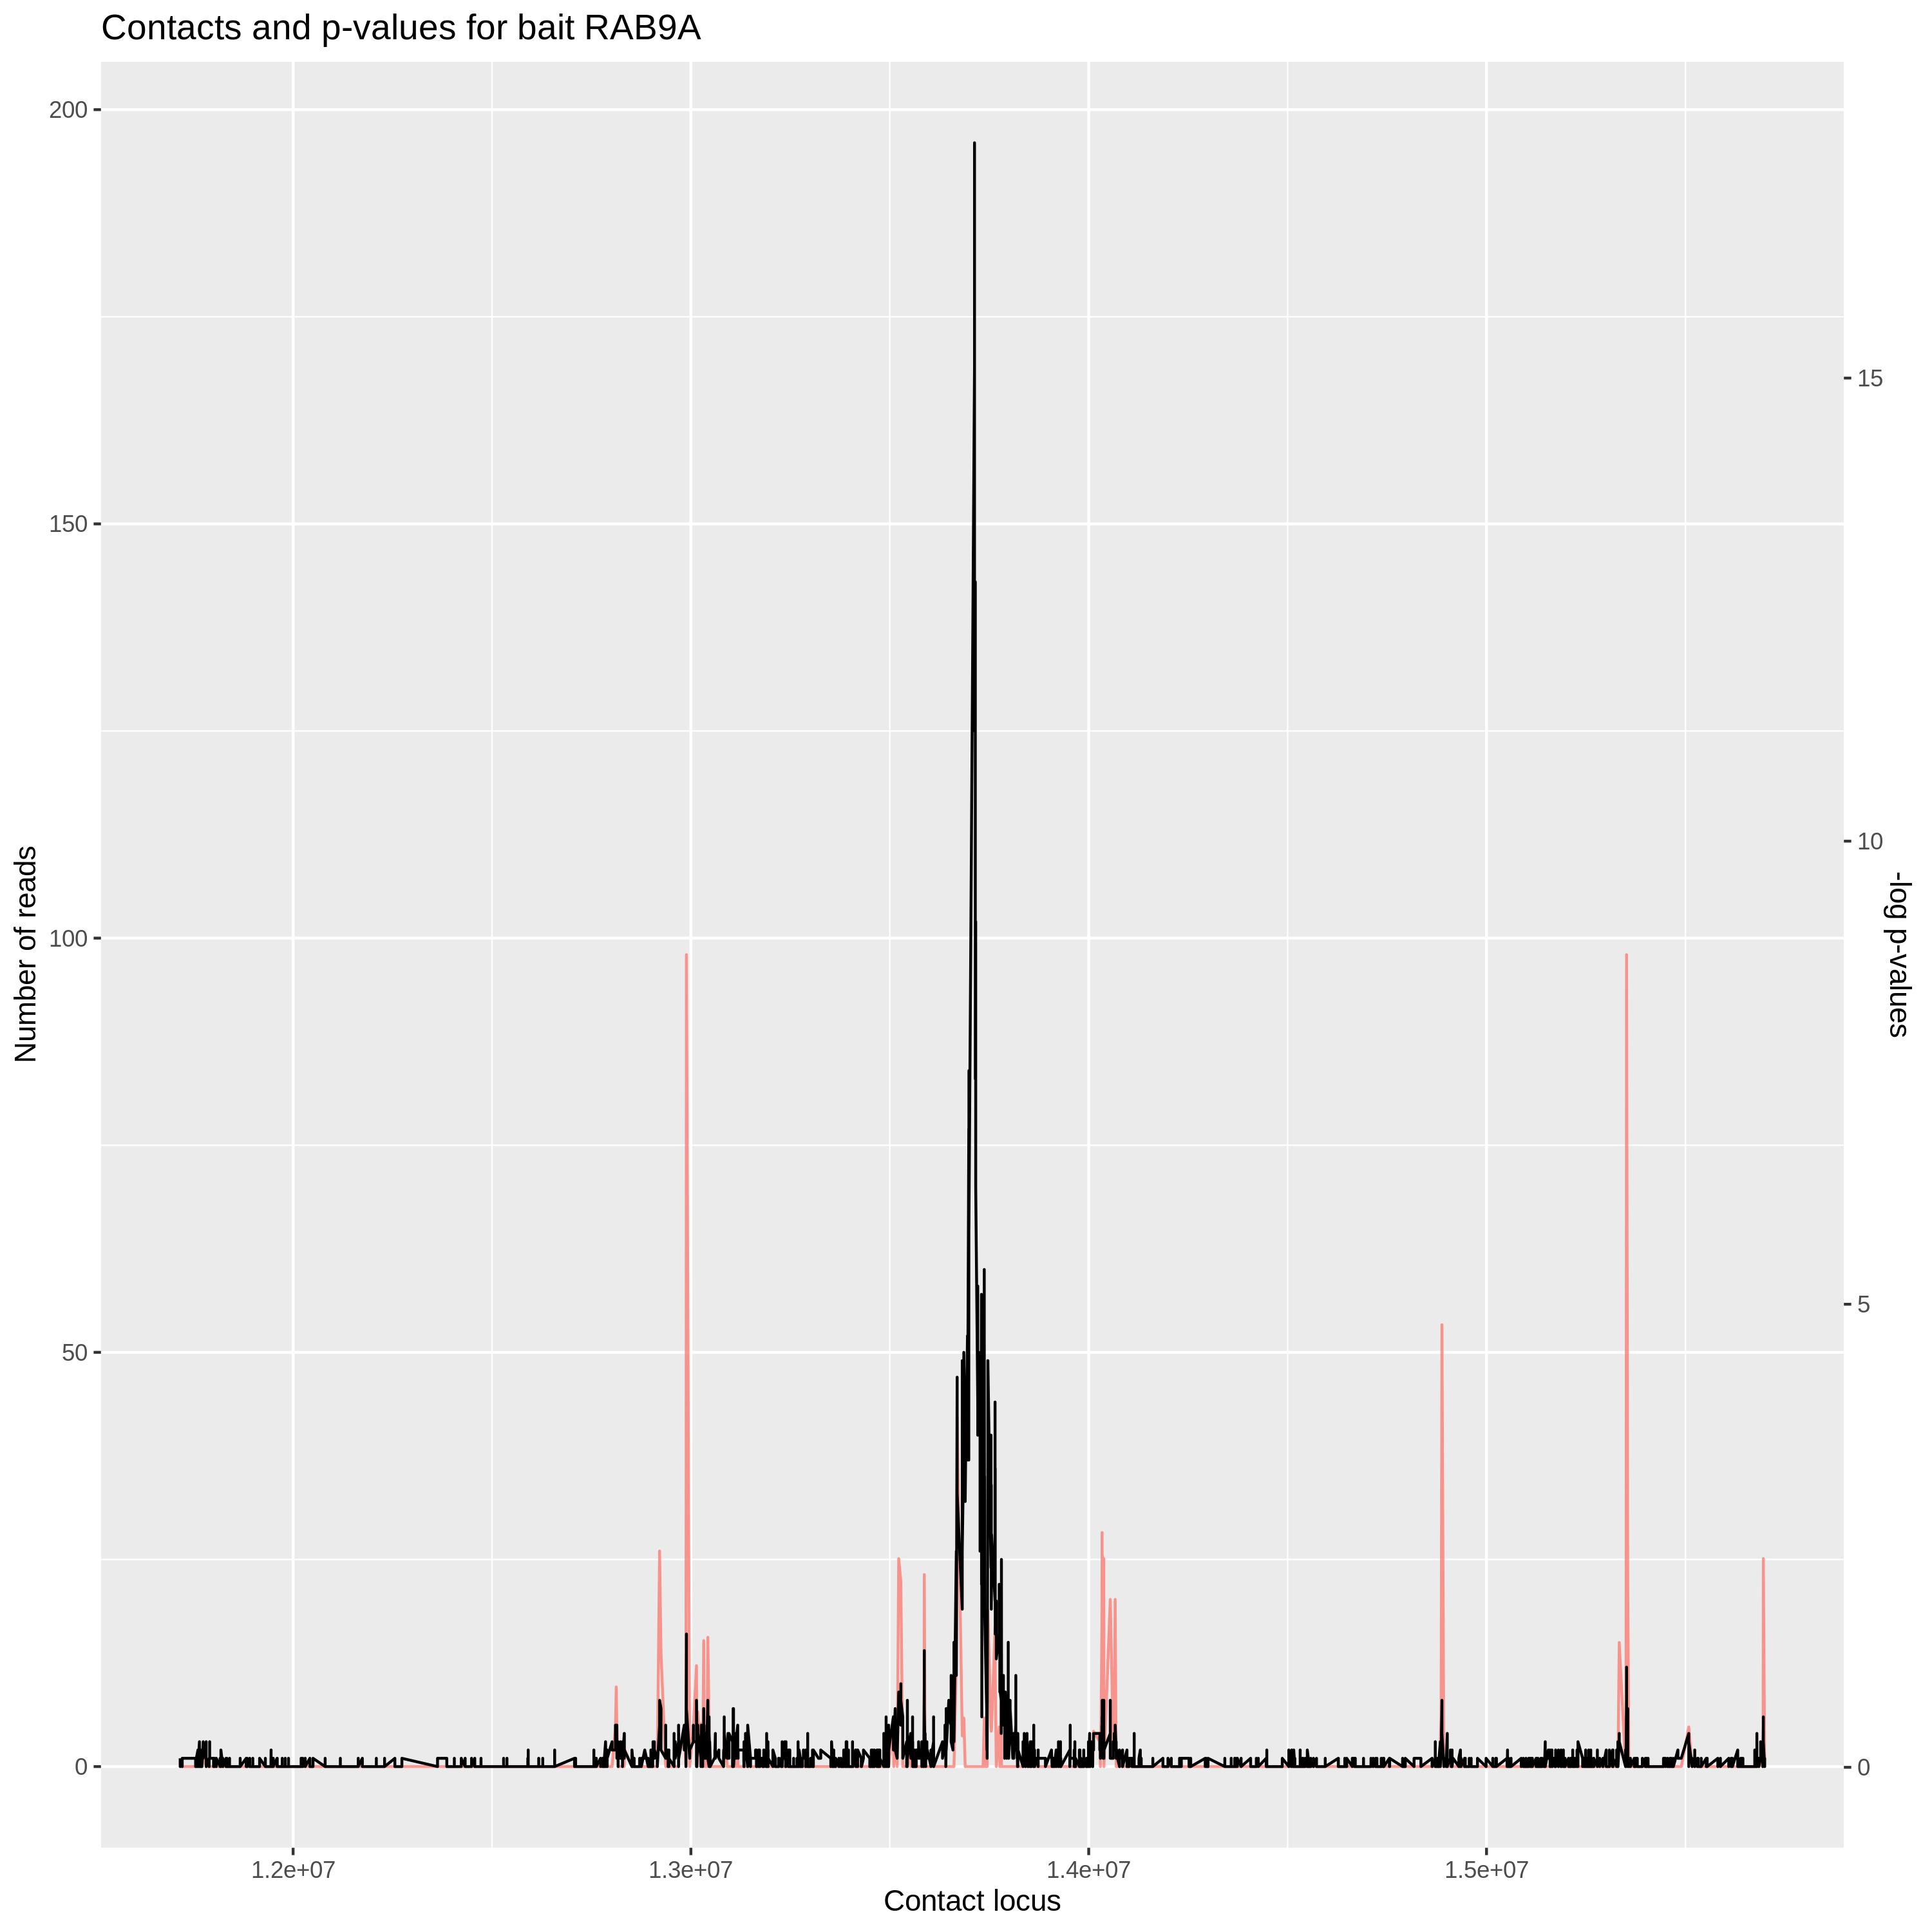 Contacts and p-values for bait RAB9A
200
150
100
50
0
Number of reads
15
10
5
0
-log p-values
1.2e+07
1.3e+07
1.4e+07
1.5e+07
Contact locus